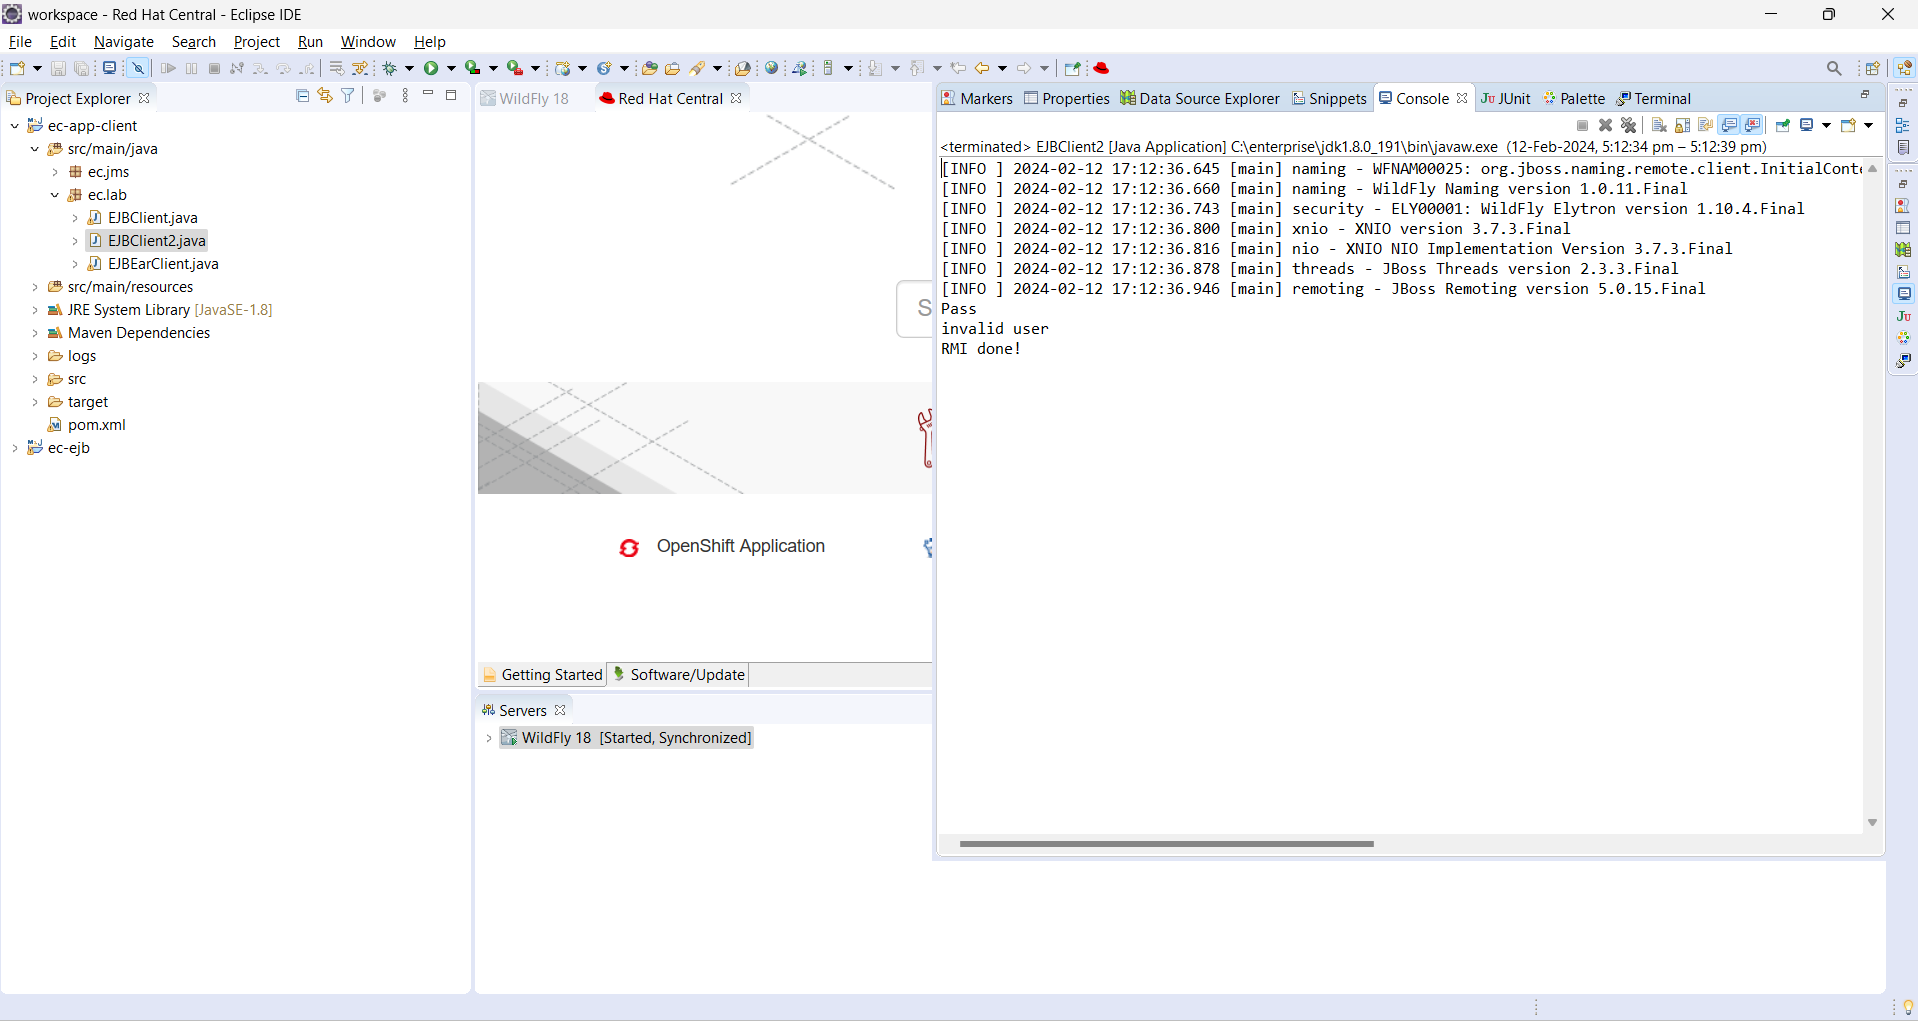 workspace - Red Hat Central - Eclipse IDE
File Edit Navigate Search Project Run Window Help
Project Explorer
ec-app-client
src/main/java
ec.jms
ec.lab
EJBClient.java
EJBClient2.java
EJBEarClient.java
src/main/resources
JRE System Library [JavaSE-1.8]
Maven Dependencies
logs
src
target
pom.xml
ec-ejb
WildFly 18
Red Hat Central
S
OpenShift Application
Getting Started
Software/Update
Servers
WildFly 18 [Started, Synchronized]
Markers Properties Data Source Explorer Snippets Console JUnit Palette Terminal
<terminated> EJBClient2 [Java Application] C:\enterprise\jdk1.8.0_191\bin\javaw.exe (12-Feb-2024, 5:12:34 pm – 5:12:39 pm)
[INFO ] 2024-02-12 17:12:36.645 [main] naming - WFNAM00025: org.jboss.naming.remote.client.InitialConte
[INFO ] 2024-02-12 17:12:36.660 [main] naming - WildFly Naming version 1.0.11.Final
[INFO ] 2024-02-12 17:12:36.743 [main] security - ELY00001: WildFly Elytron version 1.10.4.Final
[INFO ] 2024-02-12 17:12:36.800 [main] xnio - XNIO version 3.7.3.Final
[INFO ] 2024-02-12 17:12:36.816 [main] nio - XNIO NIO Implementation Version 3.7.3.Final
[INFO ] 2024-02-12 17:12:36.878 [main] threads - JBoss Threads version 2.3.3.Final
[INFO ] 2024-02-12 17:12:36.946 [main] remoting - JBoss Remoting version 5.0.15.Final
Pass
invalid user
RMI done!